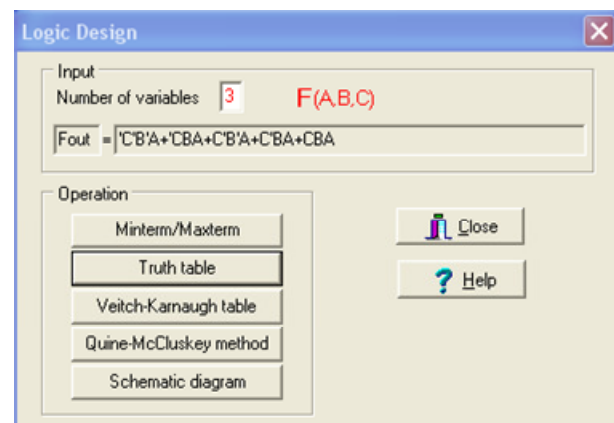 Logic Design
Input
Number of variables 3 F(A,B,C)
Fout = 'C'B'A+'CBA+C'B'A+C'BA+CBA
Operation
Minterm/Maxterm
Truth table
Veitch-Karnaugh table
Quine-McCluskey method
Schematic diagram
Close
Help